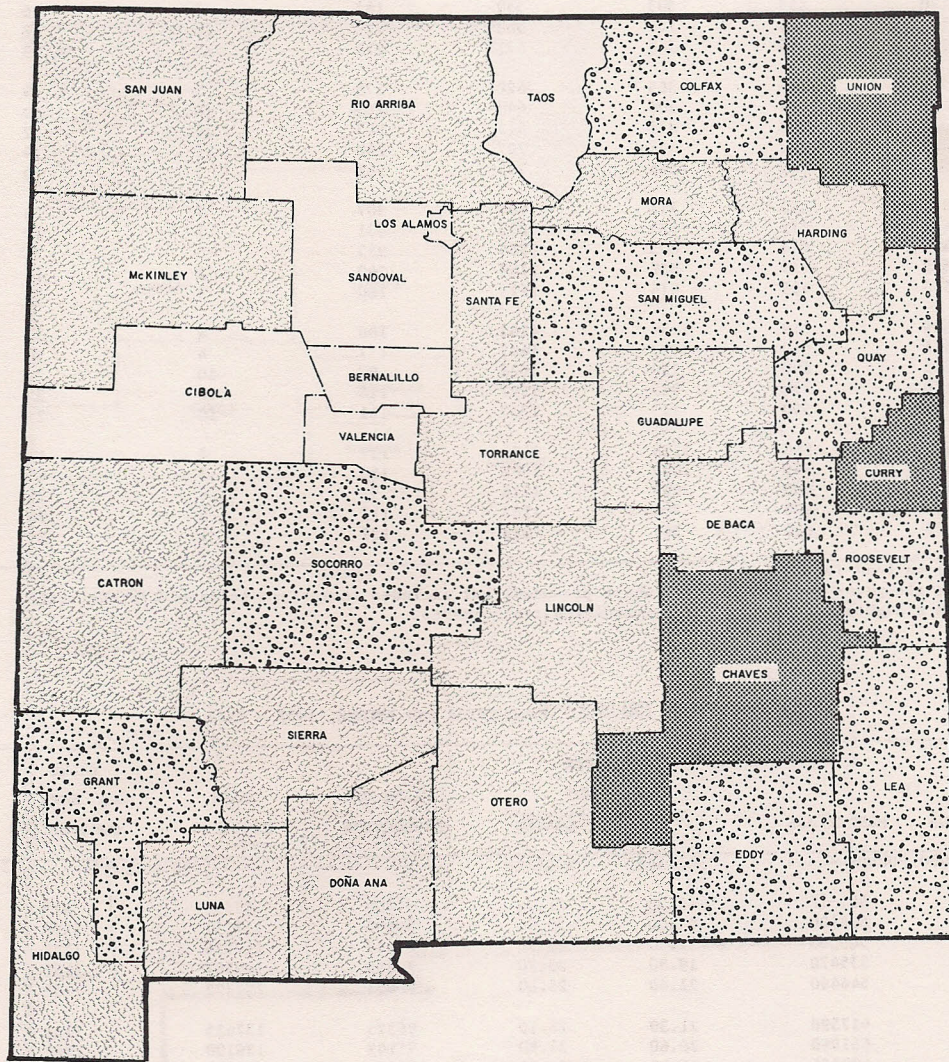 SAN JUAN
RIO ARRIBA
TAOS
COLFAX
UNION
MORA
LOS ALAMOS
HARDING
McKINLEY
SANDOVAL
SANTA FE
SAN MIGUEL
QUAY
BERNALILLO
CIBOLA
GUADALUPE
VALENCIA
TORRANCE
CURRY
DE BACA
ROOSEVELT
SOCORRO
CATRON
LINCOLN
CHAVES
SIERRA
GRANT
LEA
OTERO
EDDY
DOÑA ANA
LUNA
HIDALGO